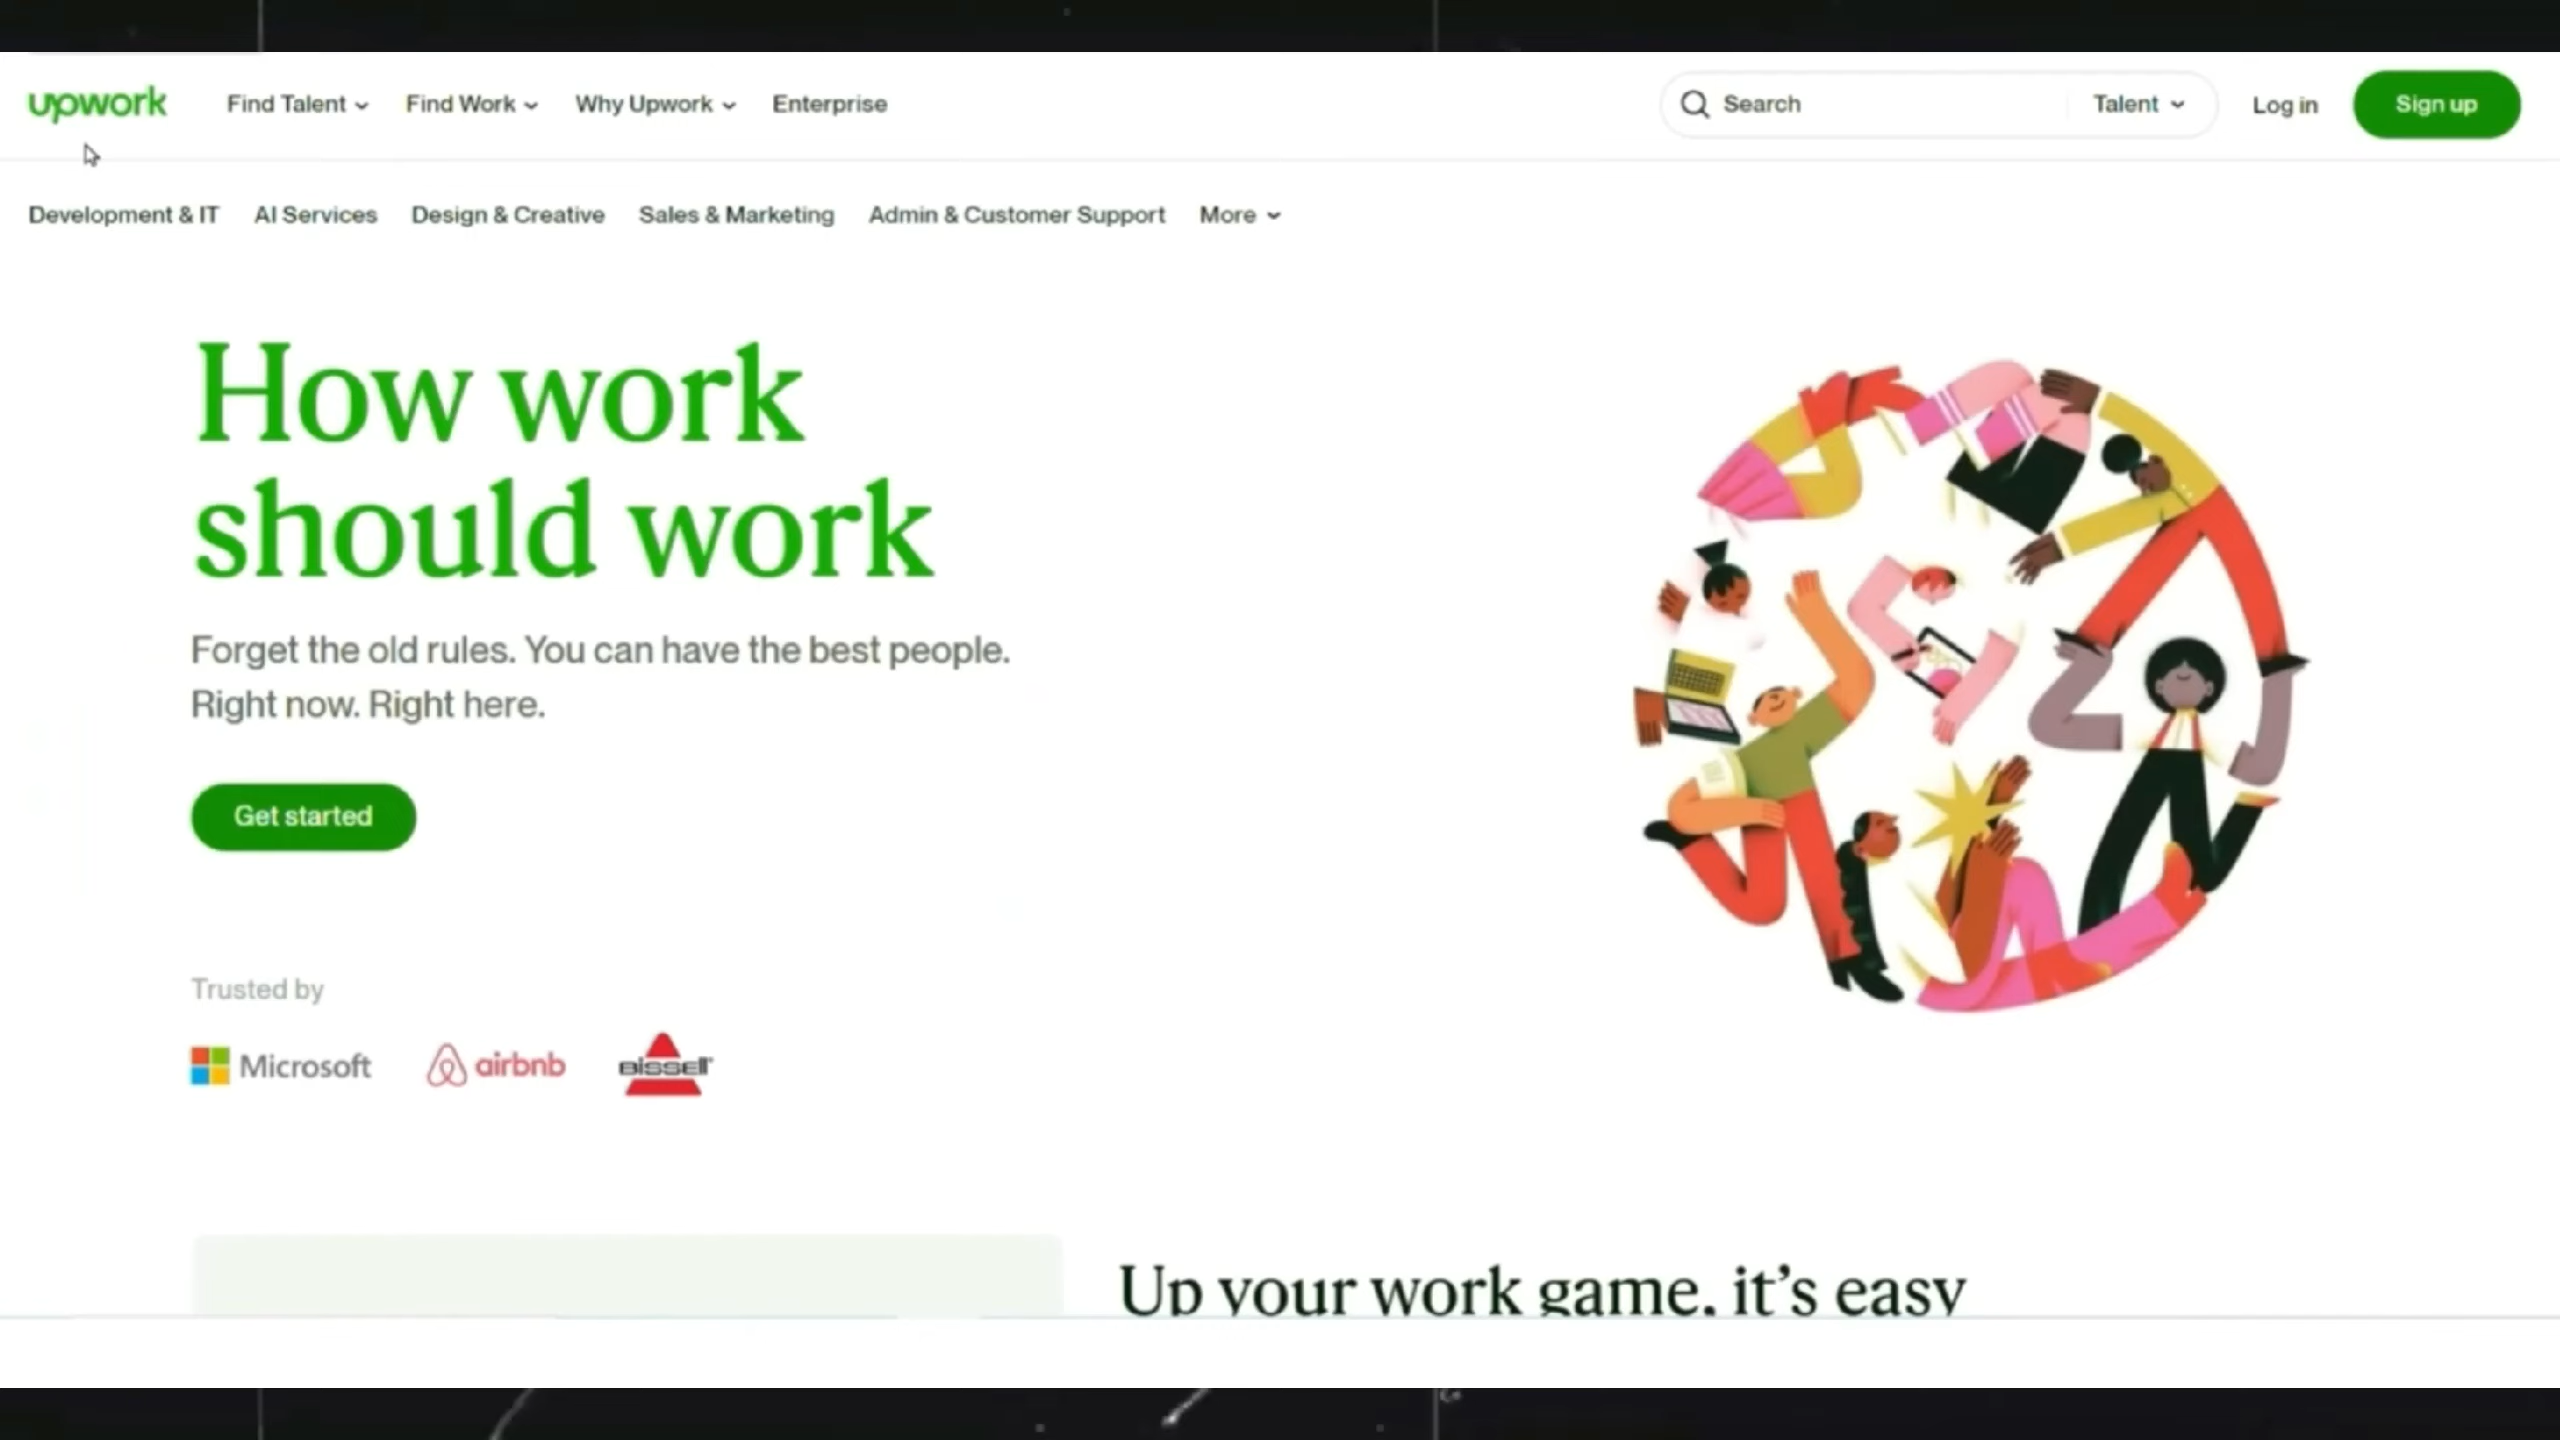 upwork Find Talent Find Work Why Upwork Enterprise Search Talent Log in Sign up
Development & IT AI Services Design & Creative Sales & Marketing Admin & Customer Support More
How work
should work
Forget the old rules. You can have the best people.
Right now. Right here.
Get started
Trusted by
Microsoft airbnb BISSELL
Up your work game, it's easy